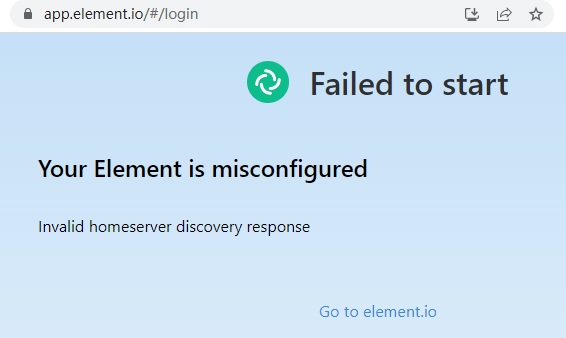 app.element.io/#/login
Failed to start
Your Element is misconfigured
Invalid homeserver discovery response
Go to element.io